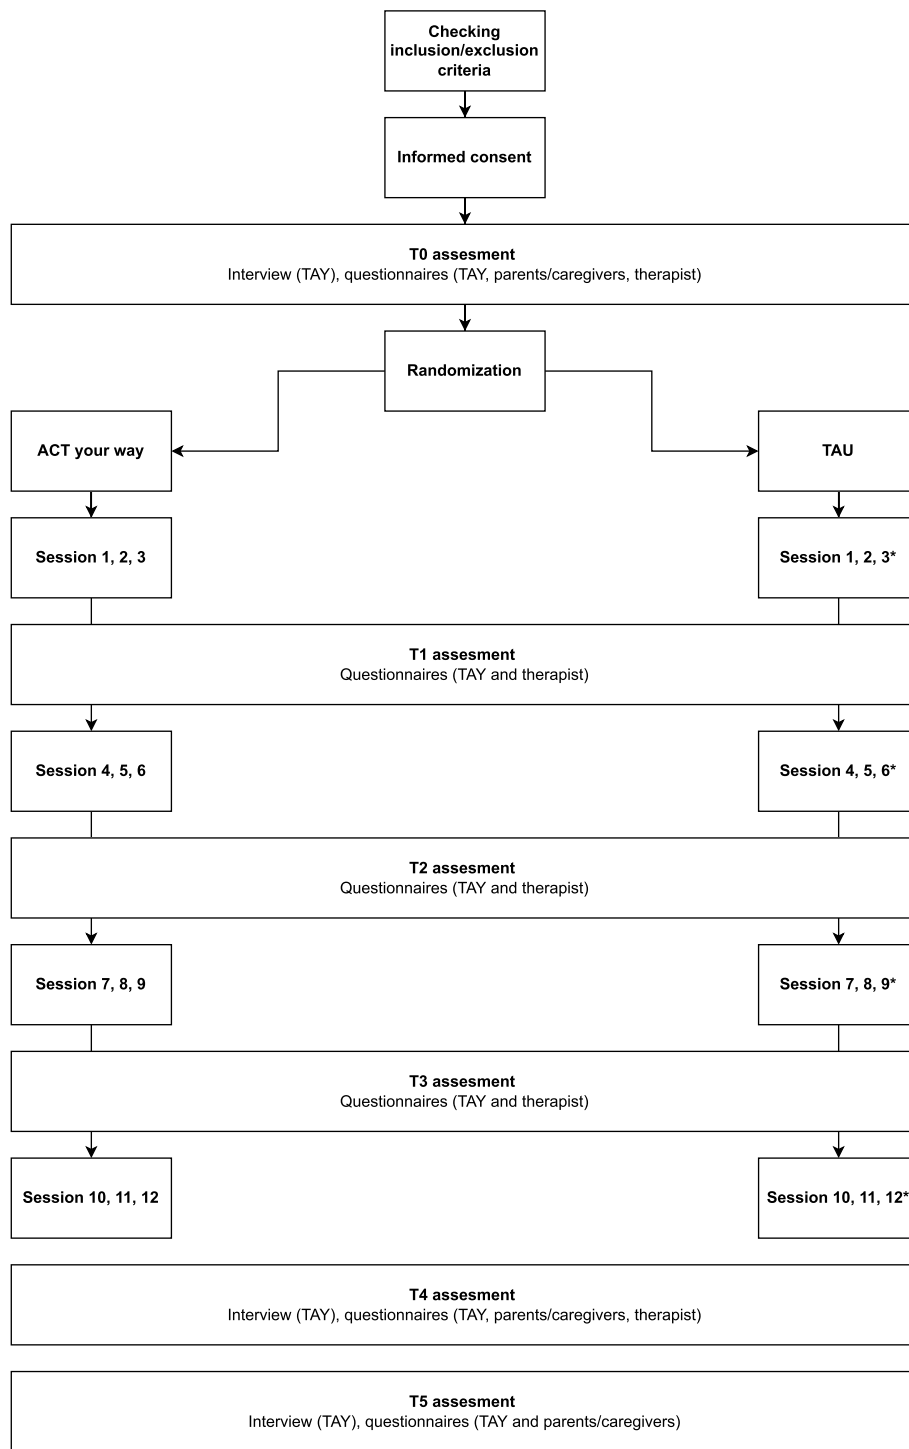 Checking
inclusion/exclusion
criteria
Informed consent
T0 assesment
Interview (TAY), questionnaires (TAY, parents/caregivers, therapist)
Randomization
ACT your way
TAU
Session 1, 2, 3
Session 1, 2, 3*
T1 assesment
Questionnaires (TAY and therapist)
Session 4, 5, 6
Session 4, 5, 6*
T2 assesment
Questionnaires (TAY and therapist)
Session 7, 8, 9
Session 7, 8, 9*
T3 assesment
Questionnaires (TAY and therapist)
Session 10, 11, 12
Session 10, 11, 12*
T4 assesment
Interview (TAY), questionnaires (TAY, parents/caregivers, therapist)
T5 assesment
Interview (TAY), questionnaires (TAY and parents/caregivers)